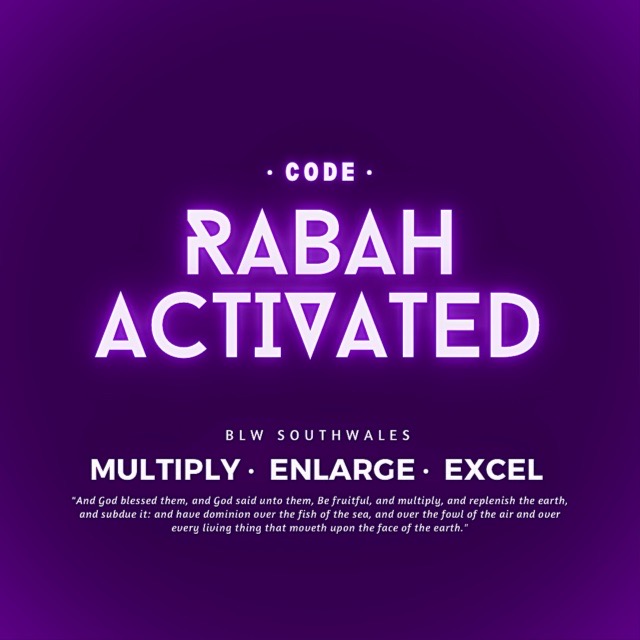 · CODE ·
RABAH
ACTIVATED
BLW SOUTHWALES
MULTIPLY · ENLARGE · EXCEL
"And God blessed them, and God said unto them, Be fruitful, and multiply, and replenish the earth,
and subdue it: and have dominion over the fish of the sea, and over the fowl of the air and over
every living thing that moveth upon the face of the earth."